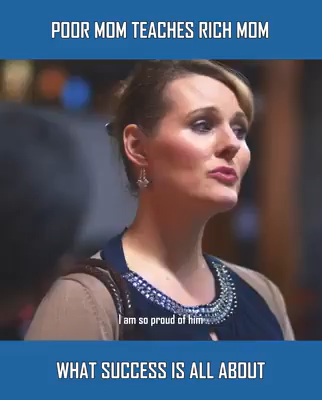 POOR MOM TEACHES RICH MOM
I am so proud of him
WHAT SUCCESS IS ALL ABOUT